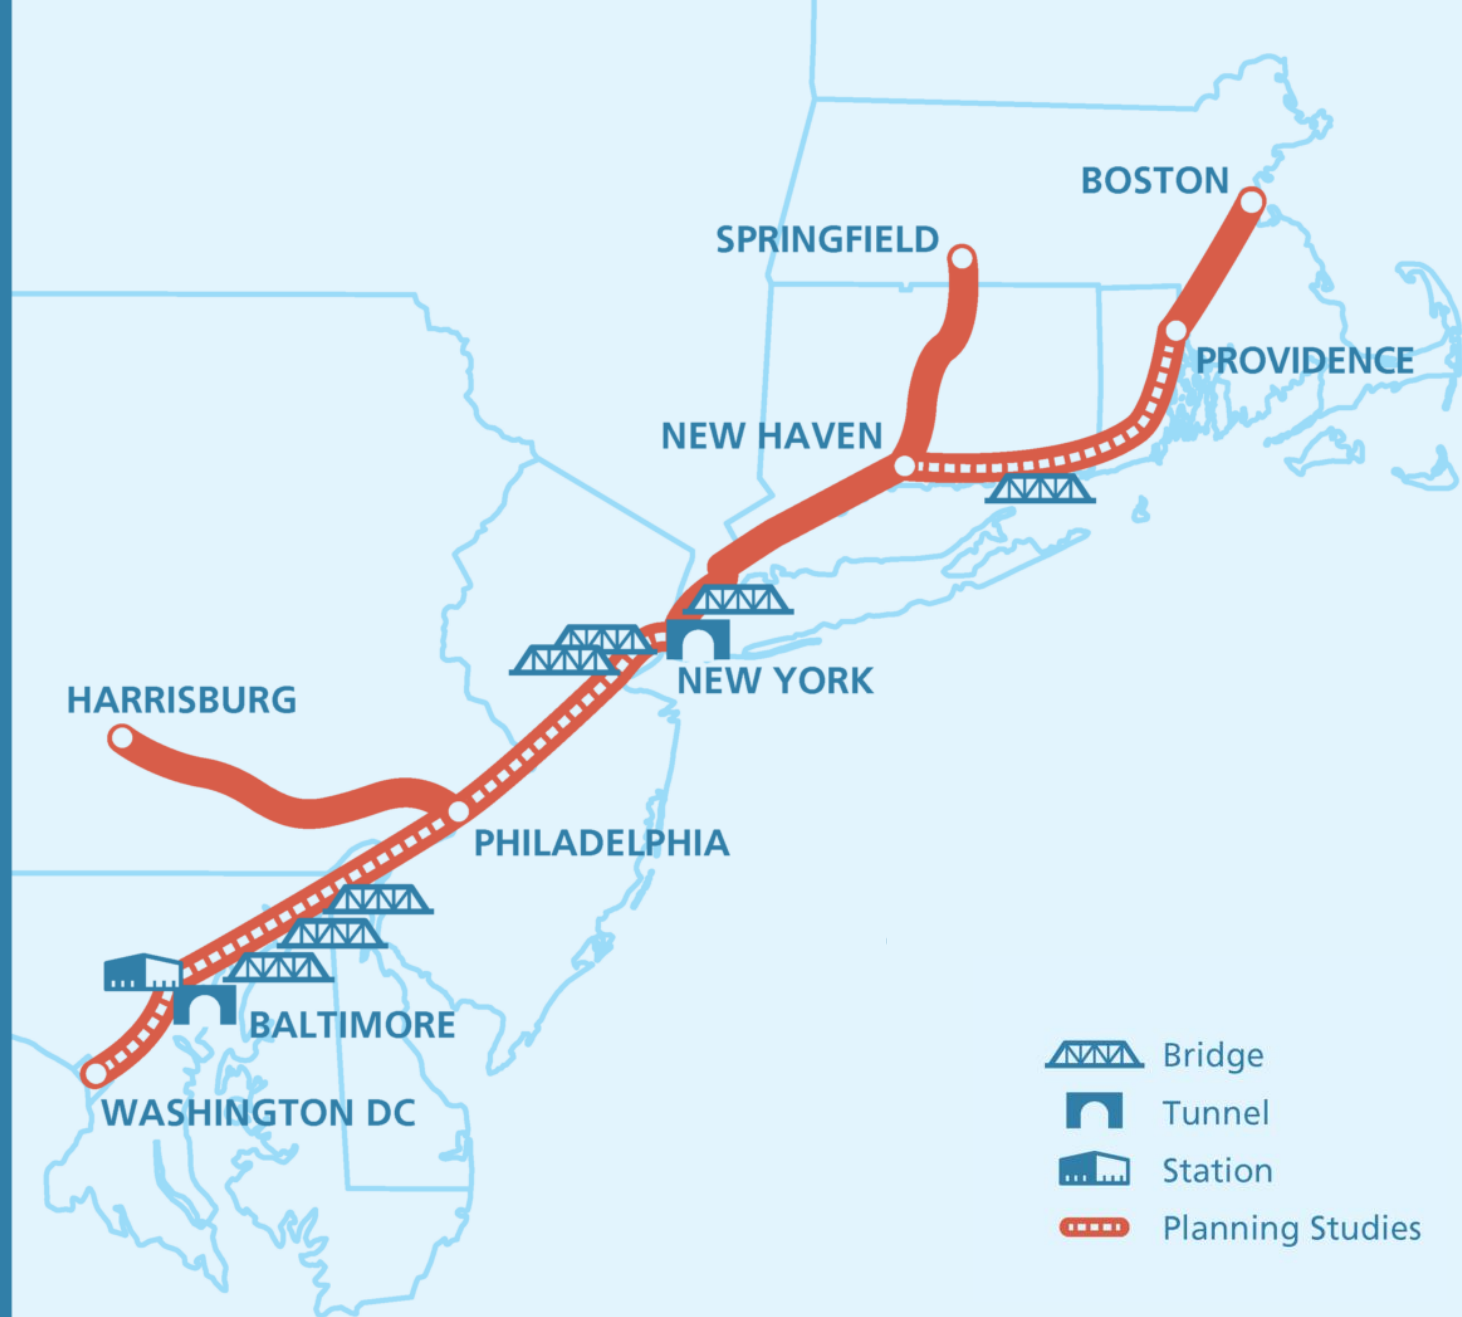 BOSTON
SPRINGFIELD
PROVIDENCE
NEW HAVEN
NEW YORK
HARRISBURG
PHILADELPHIA
BALTIMORE
WASHINGTON DC
Bridge
Tunnel
Station
Planning Studies